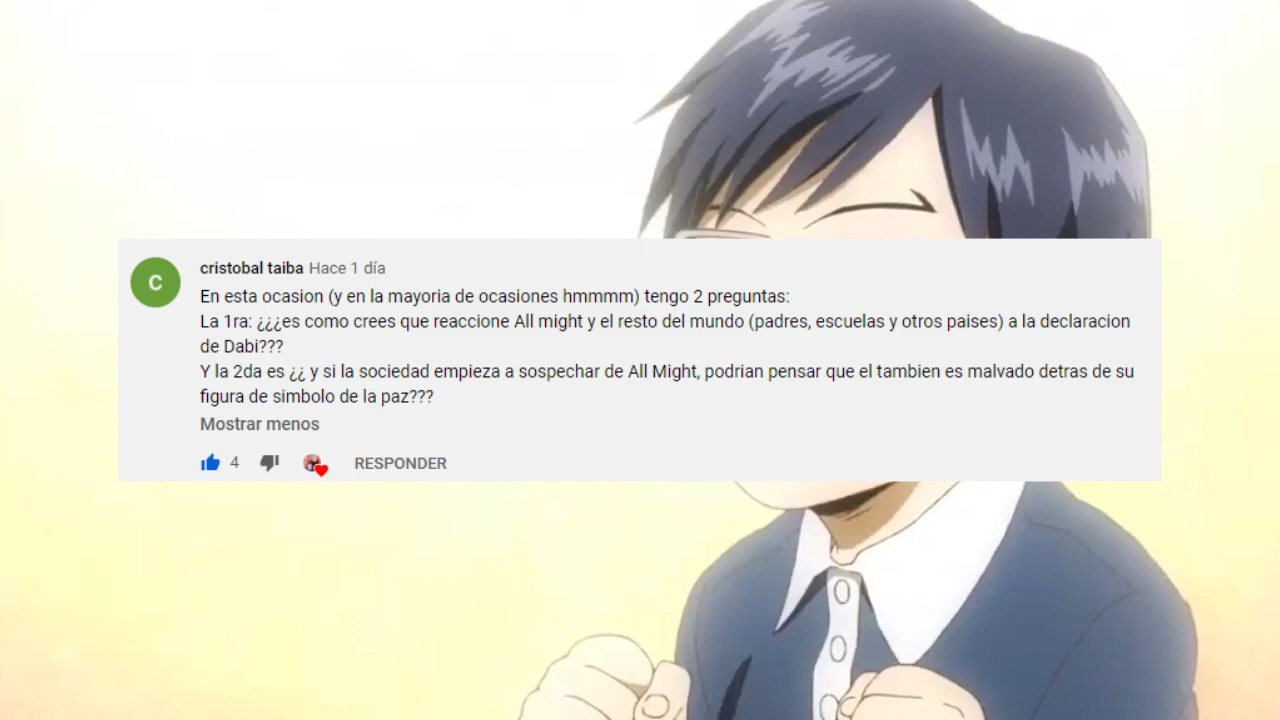 C
cristobal taiba Hace 1 día
En esta ocasion (y en la mayoria de ocasiones hmmmm) tengo 2 preguntas:
La 1ra: ¿¿¿es como crees que reaccione All might y el resto del mundo (padres, escuelas y otros paises) a la declaracion
de Dabi???
Y la 2da es ¿¿ y si la sociedad empieza a sospechar de All Might, podrian pensar que el tambien es malvado detras de su
figura de simbolo de la paz???
Mostrar menos
4 RESPONDER